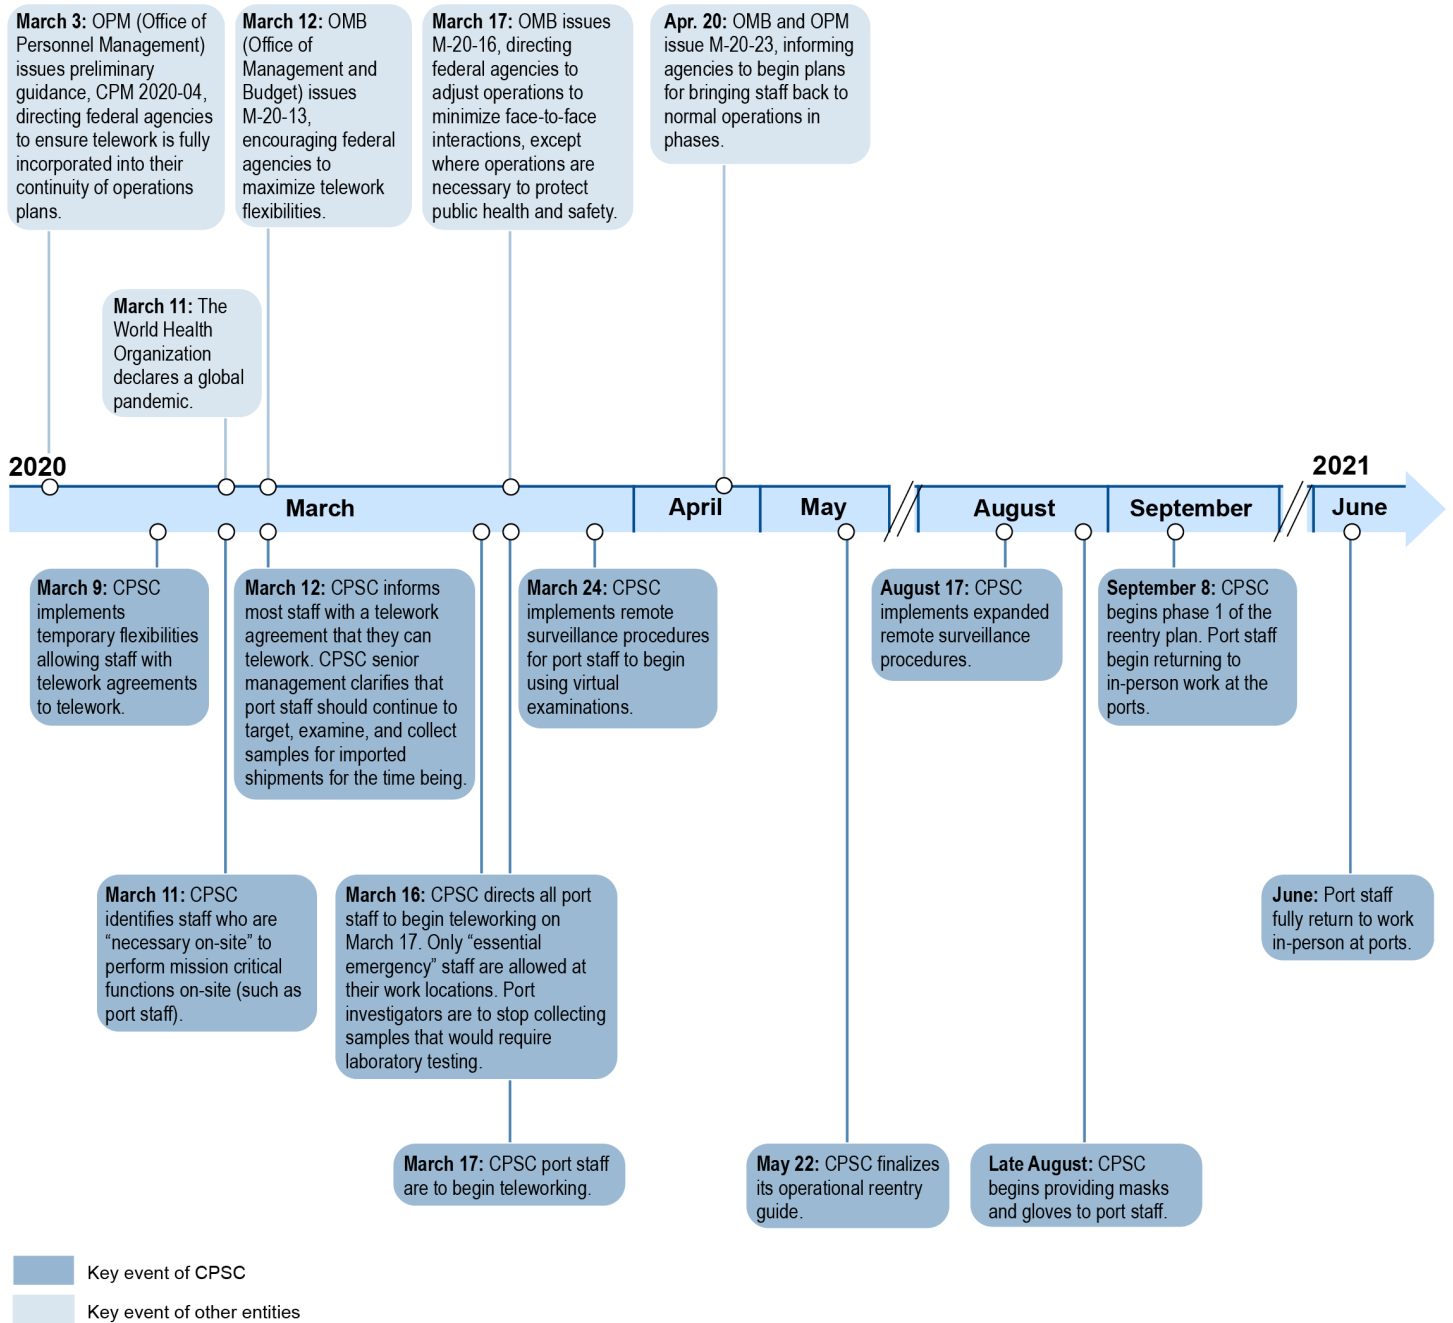 March 3: OPM (Office of
Personnel Management)
issues preliminary
guidance, CPM 2020-04,
directing federal agencies
to ensure telework is fully
incorporated into their
continuity of operations
plans.
March 12: OMB
(Office of
Management and
Budget) issues
M-20-13,
encouraging federal
agencies to
maximize telework
flexibilities.
March 17: OMB issues
M-20-16, directing
federal agencies to
adjust operations to
minimize face-to-face
interactions, except
where operations are
necessary to protect
public health and safety.
Apr. 20: OMB and OPM
issue M-20-23, informing
agencies to begin plans
for bringing staff back to
normal operations in
phases.
March 11: The
World Health
Organization
declares a global
pandemic.
2020
2021
March
April
May
August
September
June
March 9: CPSC
implements
temporary flexibilities
allowing staff with
telework agreements
to telework.
March 12: CPSC informs
most staff with a telework
agreement that they can
telework. CPSC senior
management clarifies that
port staff should continue to
target, examine, and collect
samples for imported
shipments for the time being.
March 24: CPSC
implements remote
surveillance procedures
for port staff to begin
using virtual
examinations.
August 17: CPSC
implements expanded
remote surveillance
procedures.
September 8: CPSC
begins phase 1 of the
reentry plan. Port staff
begin returning to
in-person work at the
ports.
March 11: CPSC
identifies staff who are
“necessary on-site” to
perform mission critical
functions on-site (such as
port staff).
March 16: CPSC directs all port
staff to begin teleworking on
March 17. Only “essential
emergency” staff are allowed at
their work locations. Port
investigators are to stop collecting
samples that would require
laboratory testing.
June: Port staff
fully return to work
in-person at ports.
March 17: CPSC port staff
are to begin teleworking.
May 22: CPSC finalizes
its operational reentry
guide.
Late August: CPSC
begins providing masks
and gloves to port staff.
Key event of CPSC
Key event of other entities